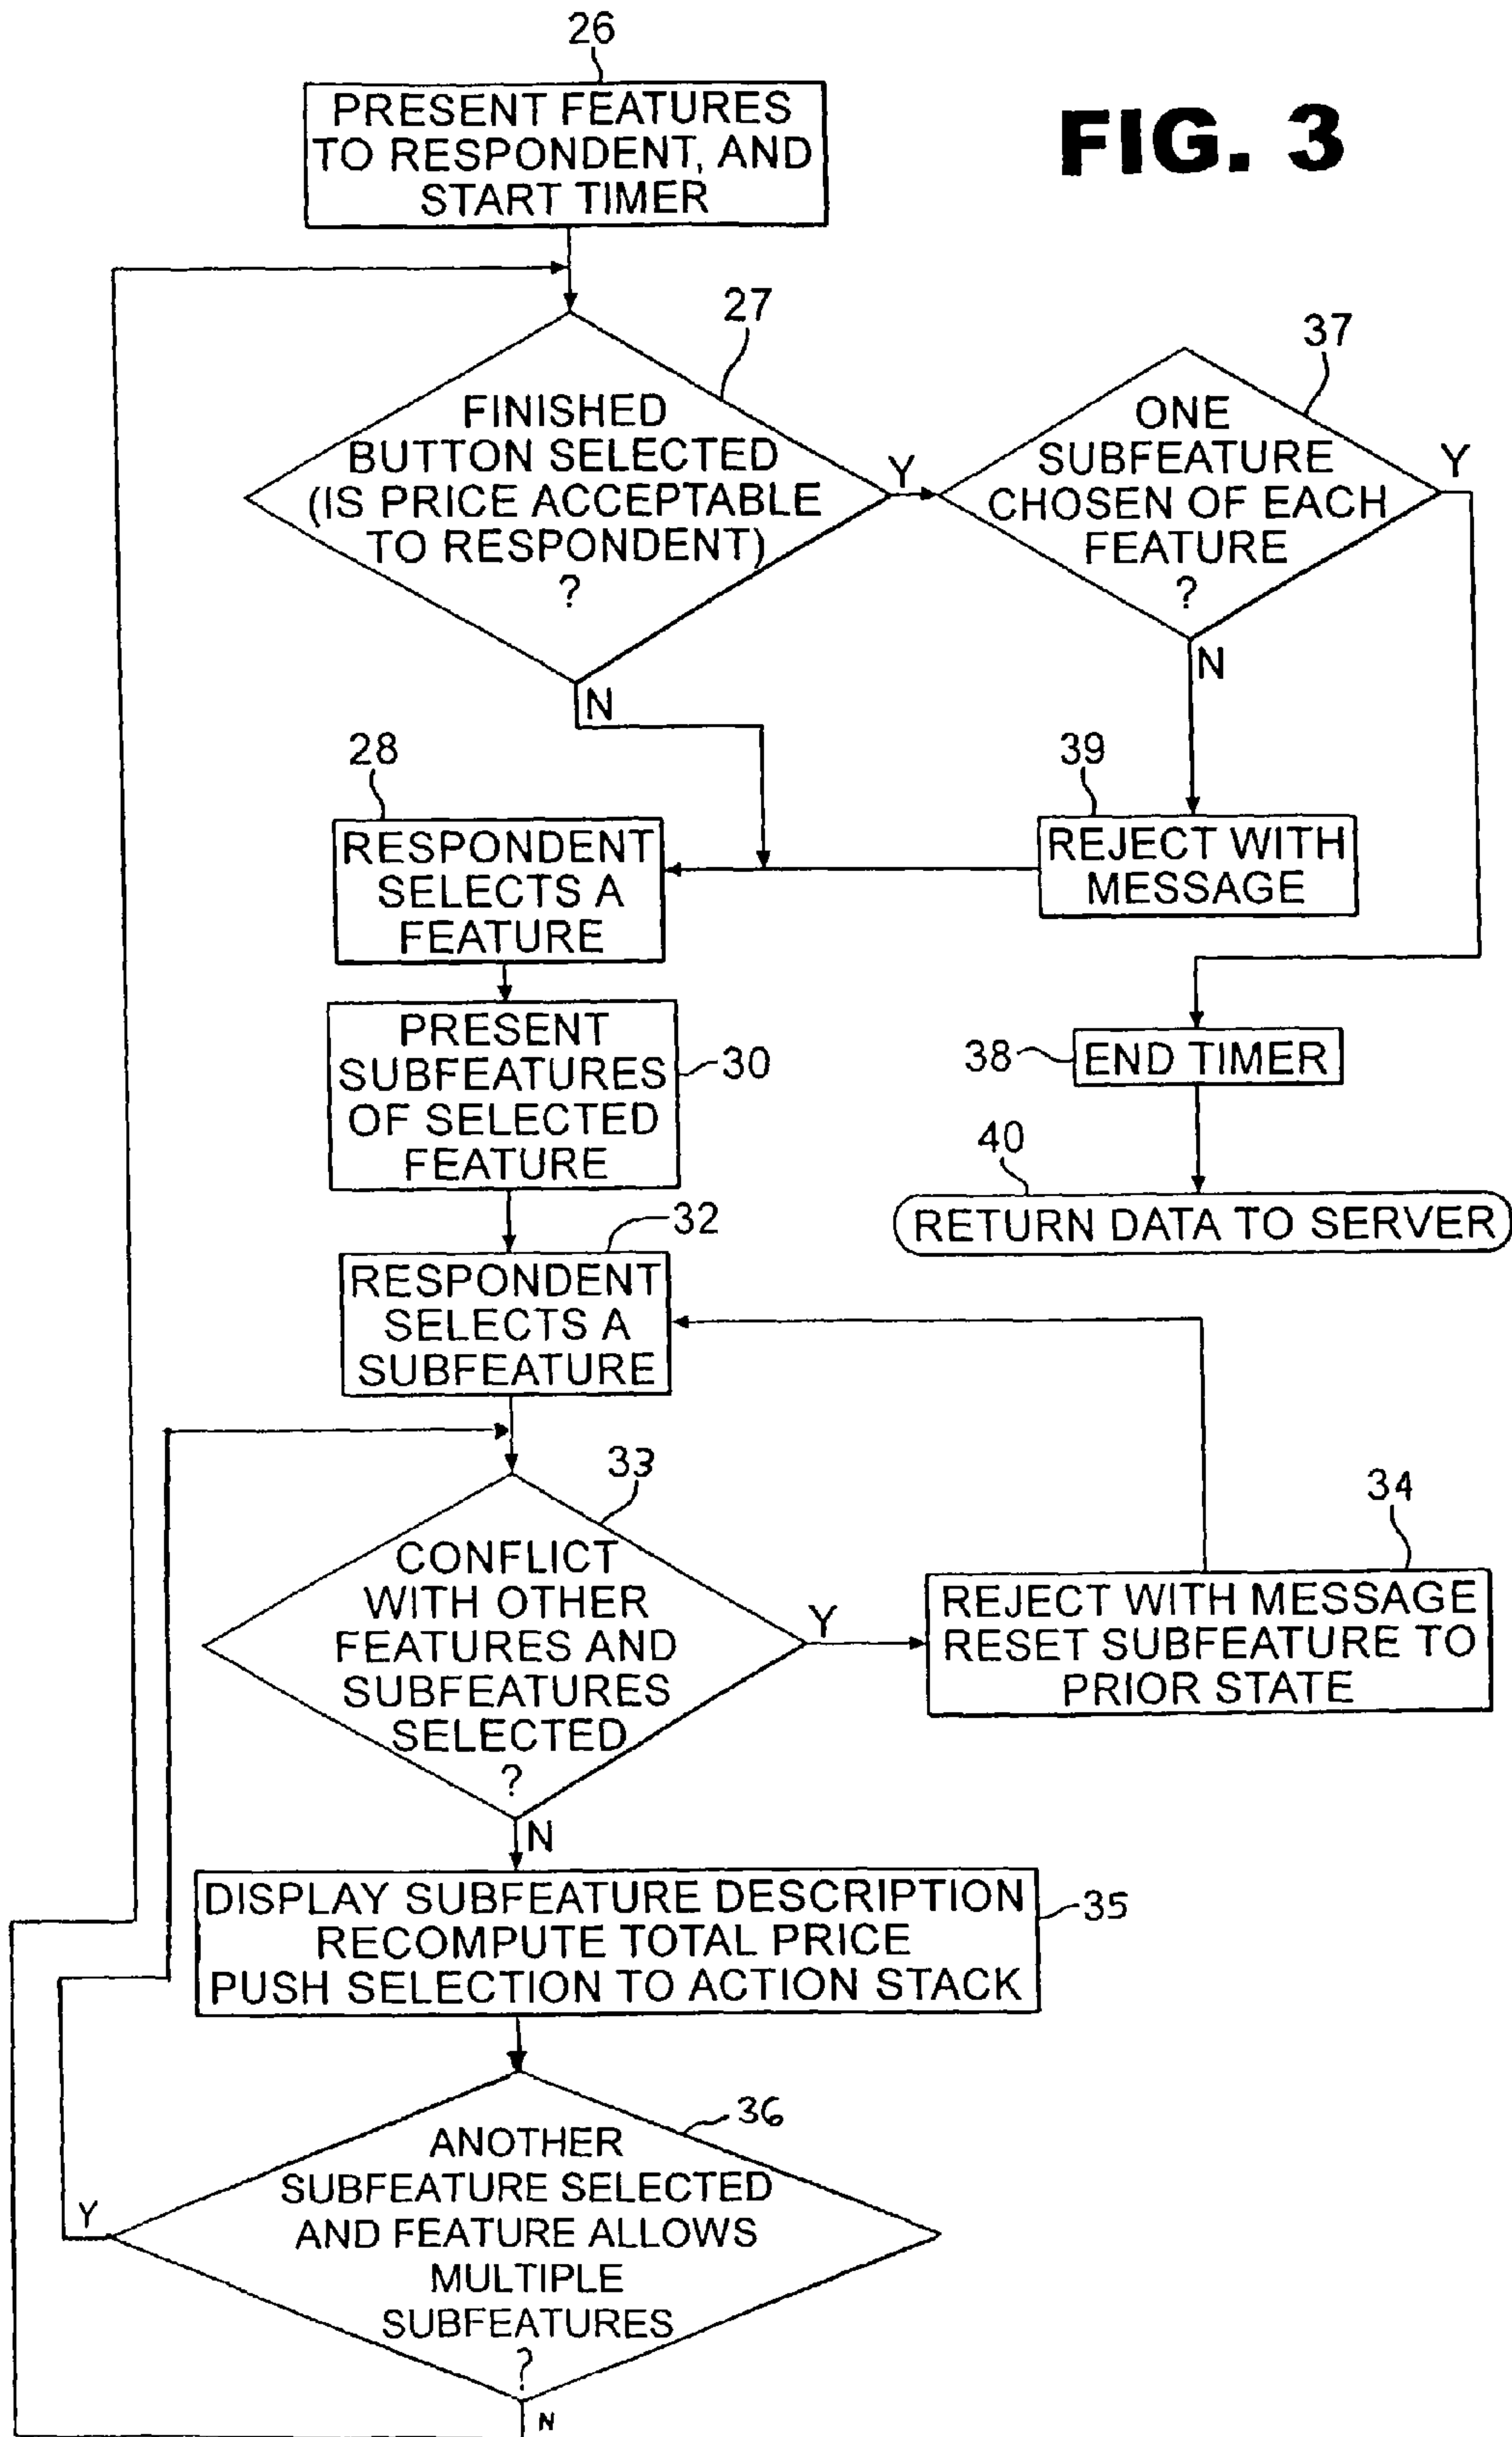 26
PRESENT FEATURES
TO RESPONDENT, AND
START TIMER
FIG. 3
27
FINISHED
BUTTON SELECTED
(IS PRICE ACCEPTABLE
TO RESPONDENT)
?
Y
N
37
ONE
SUBFEATURE
CHOSEN OF EACH
FEATURE
?
Y
N
28
RESPONDENT
SELECTS A
FEATURE
39
REJECT WITH
MESSAGE
PRESENT
SUBFEATURES
OF SELECTED
FEATURE
30
38
END TIMER
40
RETURN DATA TO SERVER
32
RESPONDENT
SELECTS A
SUBFEATURE
33
CONFLICT
WITH OTHER
FEATURES AND
SUBFEATURES
SELECTED
?
Y
N
34
REJECT WITH MESSAGE
RESET SUBFEATURE TO
PRIOR STATE
DISPLAY SUBFEATURE DESCRIPTION
RECOMPUTE TOTAL PRICE
PUSH SELECTION TO ACTION STACK
35
36
ANOTHER
SUBFEATURE SELECTED
AND FEATURE ALLOWS
MULTIPLE
SUBFEATURES
?
Y
N